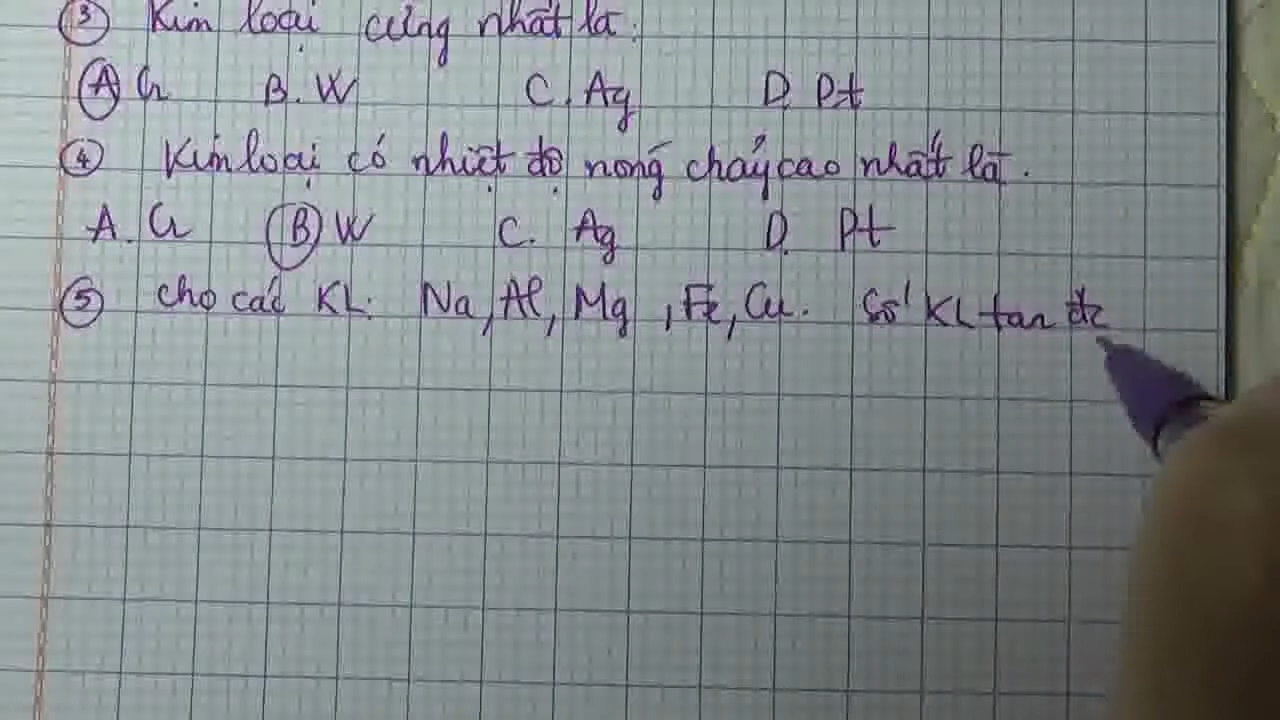 ③ Kim loại cứng nhất là:
A Cr B. W C. Ag D. Pt
④ Kim loại có nhiệt độ nóng chảy cao nhất là.
A. Cr B W C. Ag D. Pt
⑤ Cho các KL: Na, Al, Mg, Fe, Cu. Số KL tan đc